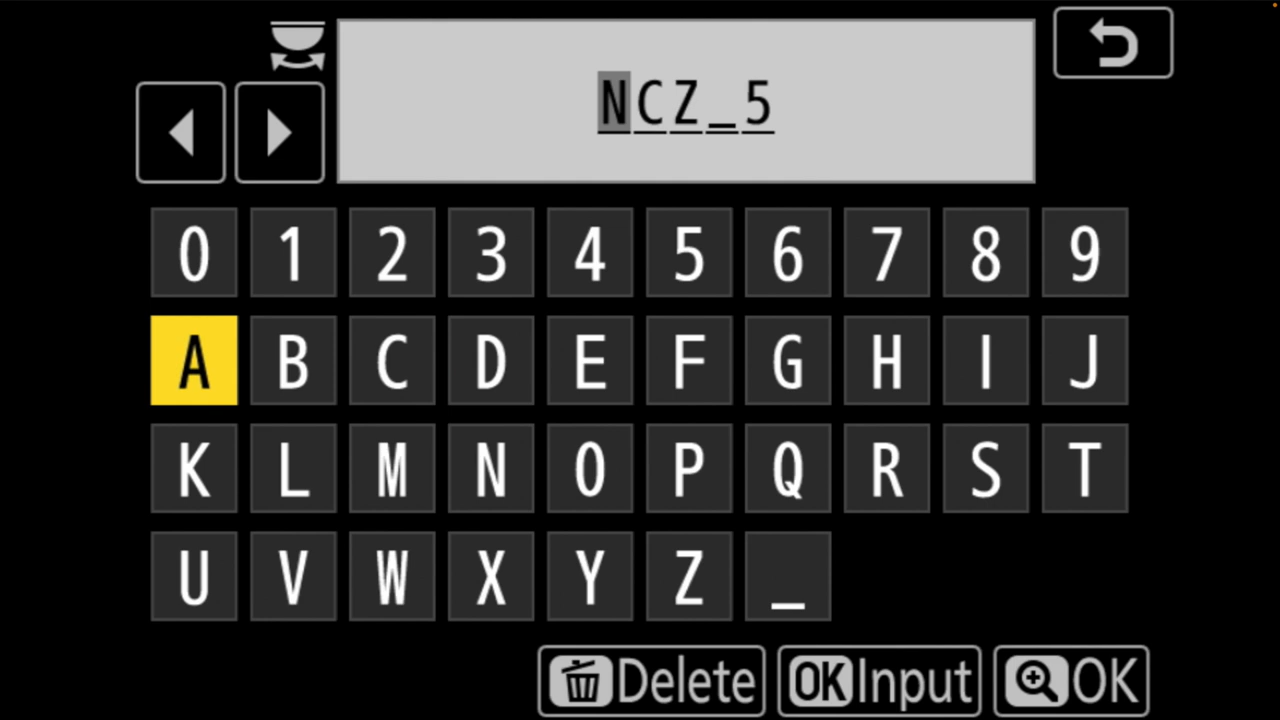 NCZ_5
0 1 2 3 4 5 6 7 8 9
A B C D E F G H I J
K L M N O P Q R S T
U V W X Y Z _
Delete OK Input OK